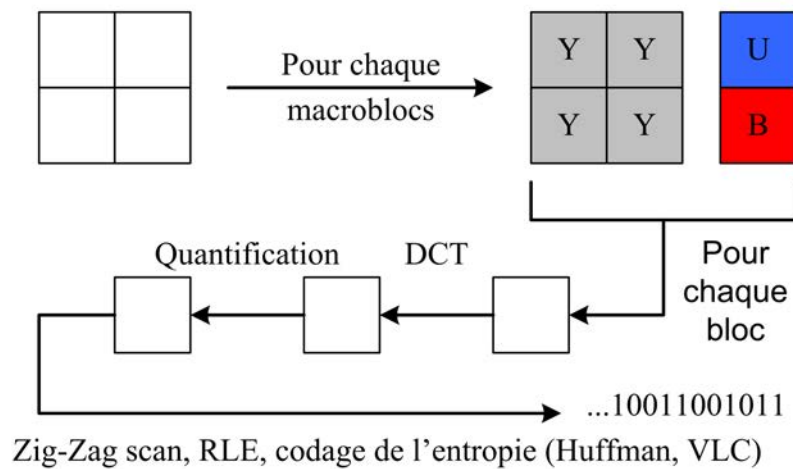 Pour chaque
macroblocs
Y Y U
Y Y B
Quantification DCT
Pour
chaque
bloc
...10011001011
Zig-Zag scan, RLE, codage de l'entropie (Huffman, VLC)